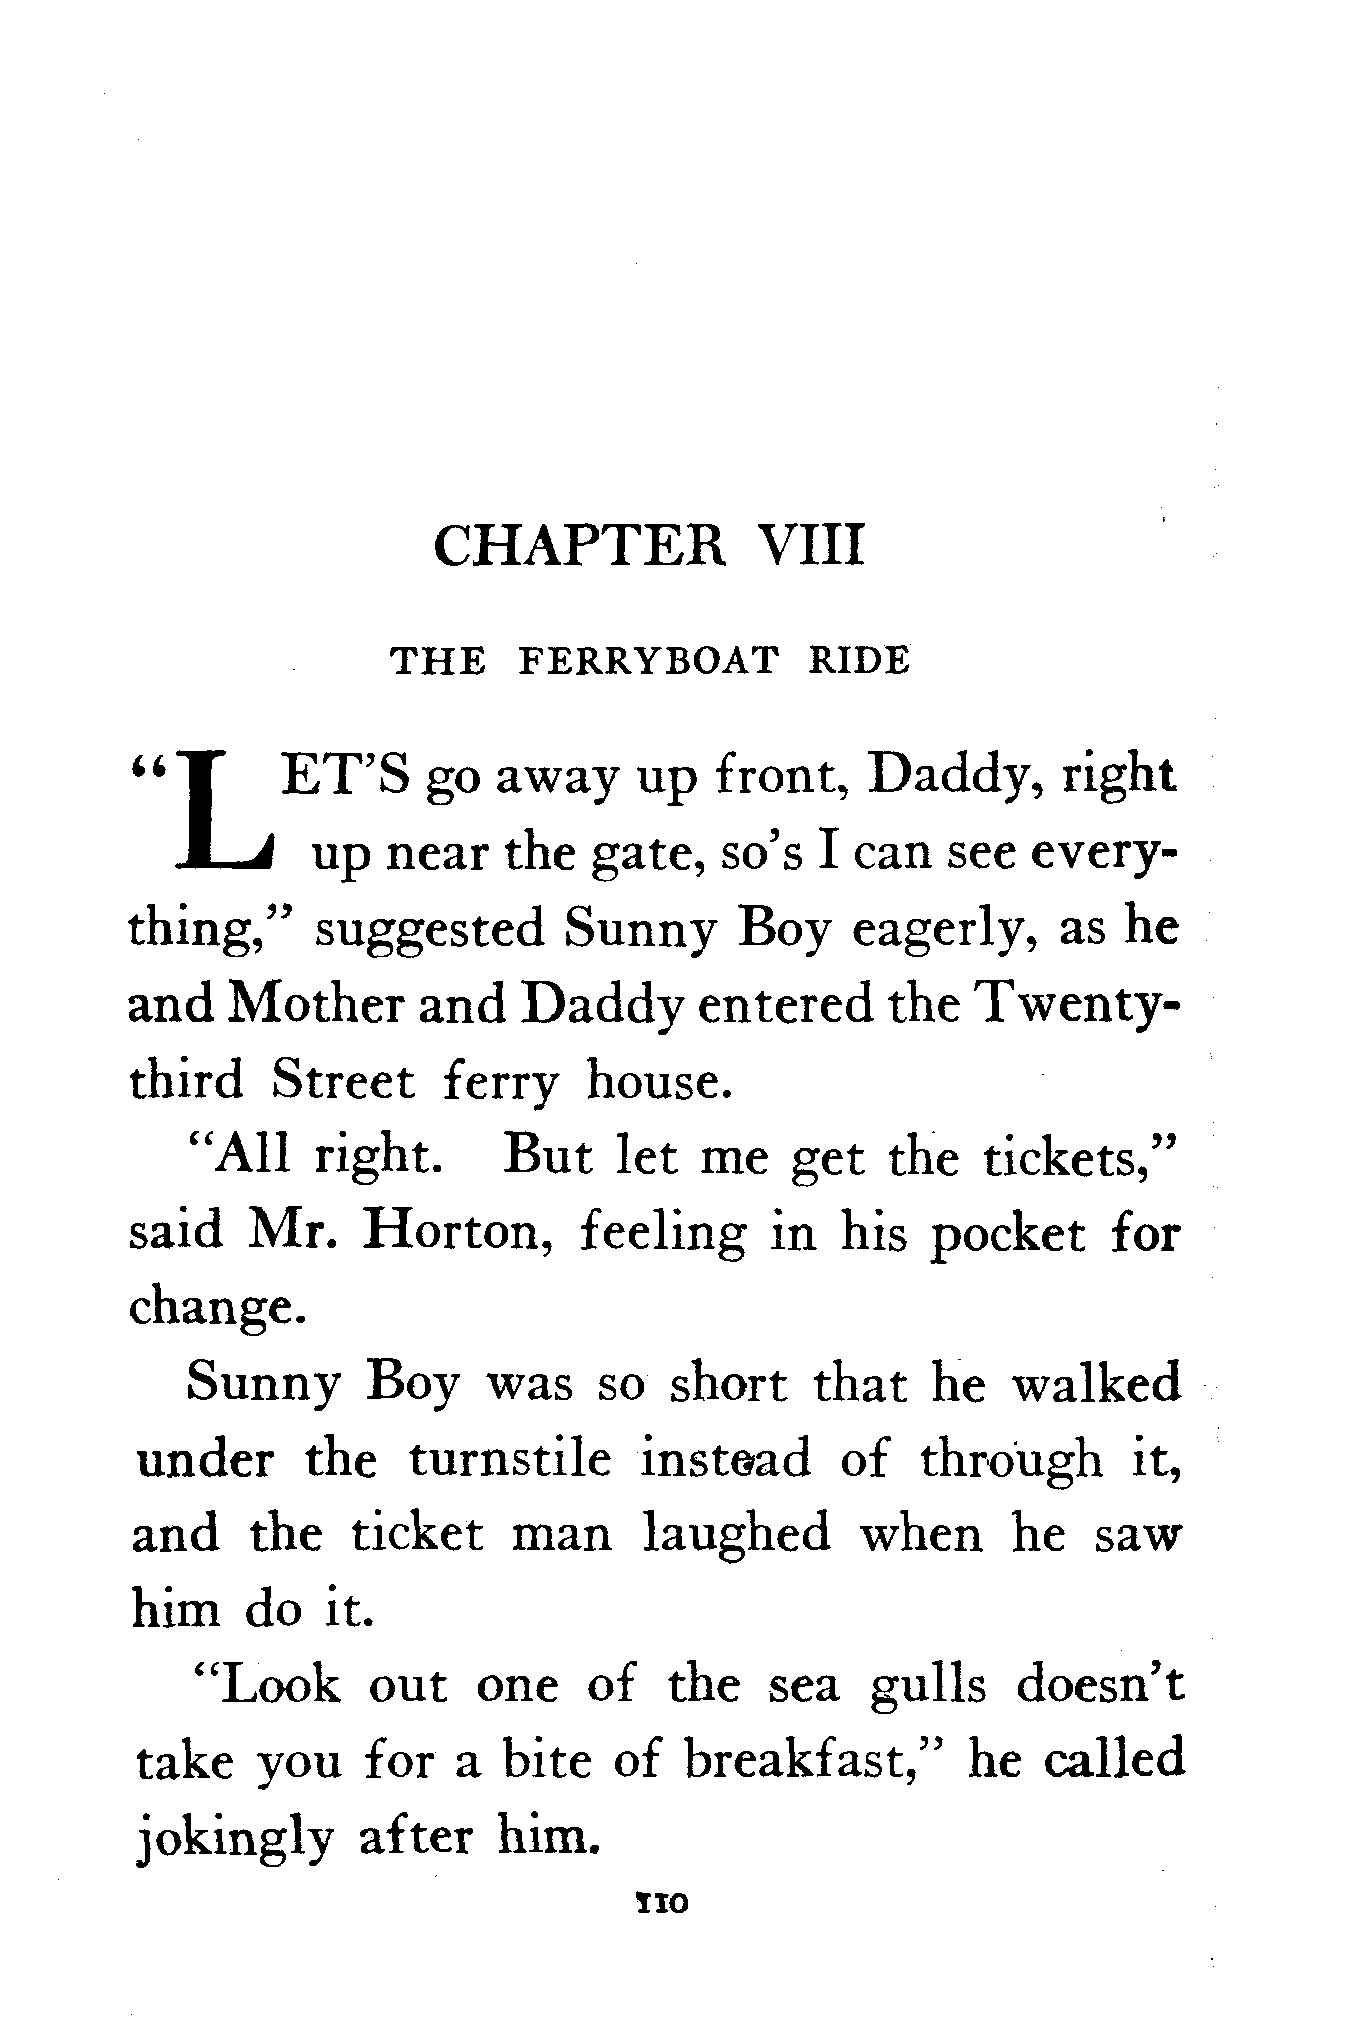 CHAPTER VIII
THE FERRYBOAT RIDE
“LET’S go away up front, Daddy, right
up near the gate, so’s I can see every-
thing,” suggested Sunny Boy eagerly, as he
and Mother and Daddy entered the Twenty-
third Street ferry house.
“All right. But let me get the tickets,”
said Mr. Horton, feeling in his pocket for
change.
Sunny Boy was so short that he walked
under the turnstile instead of through it,
and the ticket man laughed when he saw
him do it.
“Look out one of the sea gulls doesn’t
take you for a bite of breakfast,” he called
jokingly after him.
110